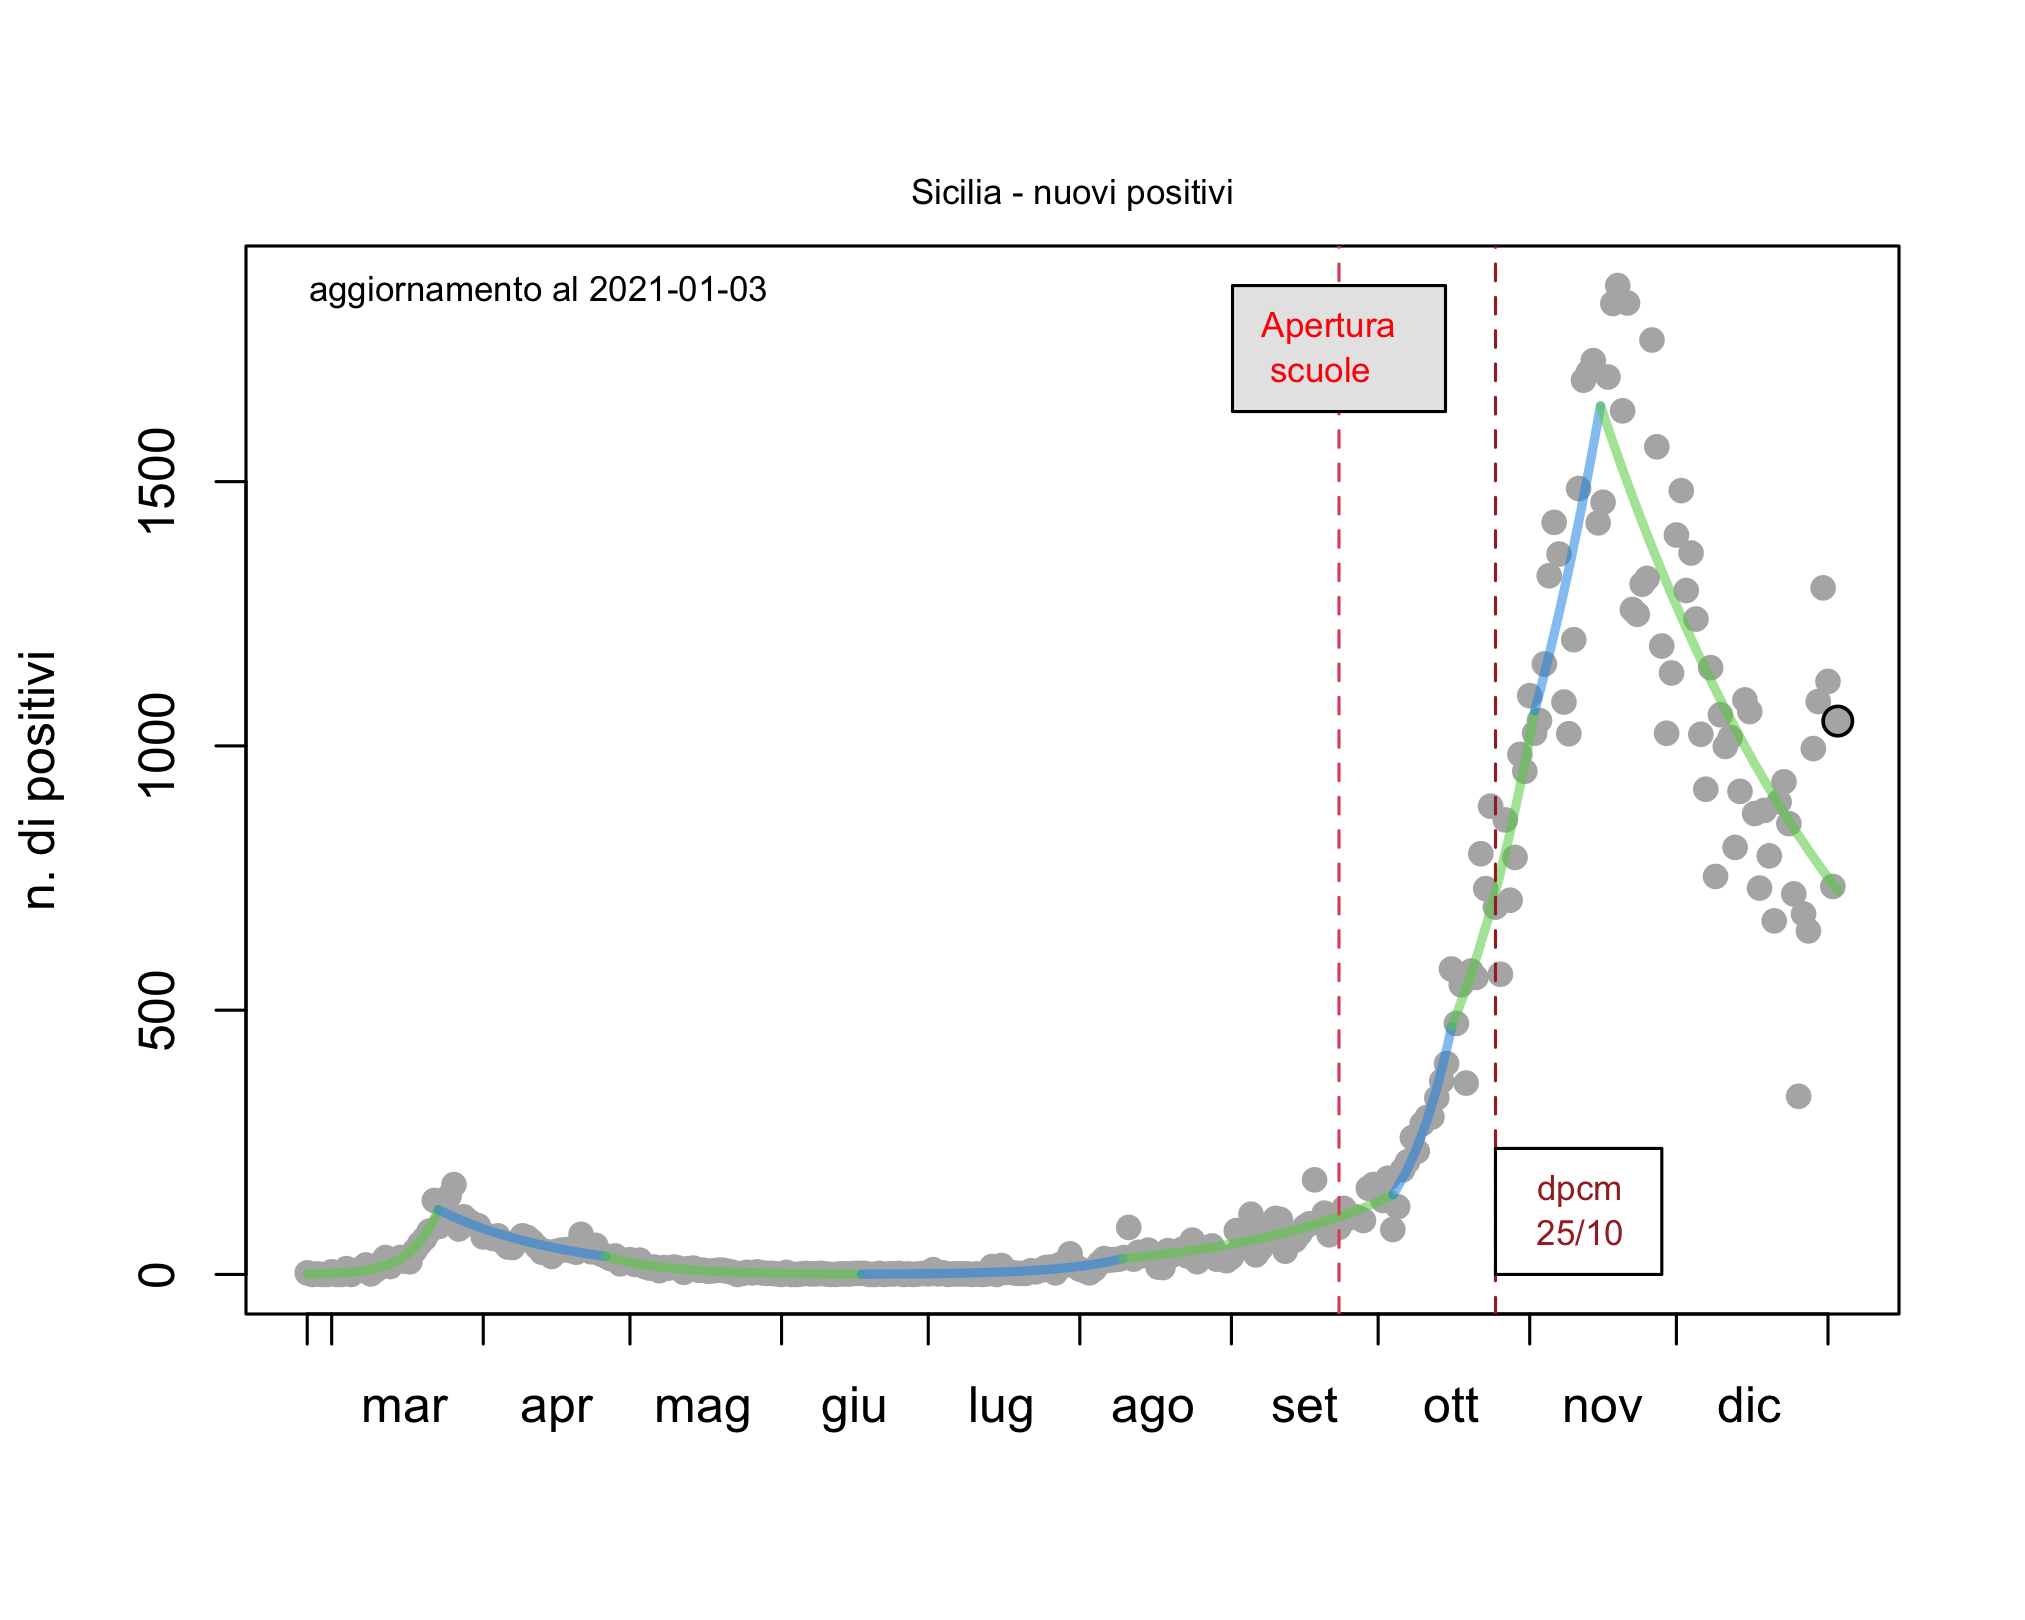 Sicilia - nuovi positivi
aggiornamento al 2021-01-03
Apertura
scuole
n. di positivi
1500
1000
500
0
dpcm
25/10
mar apr mag giu lug ago set ott nov dic